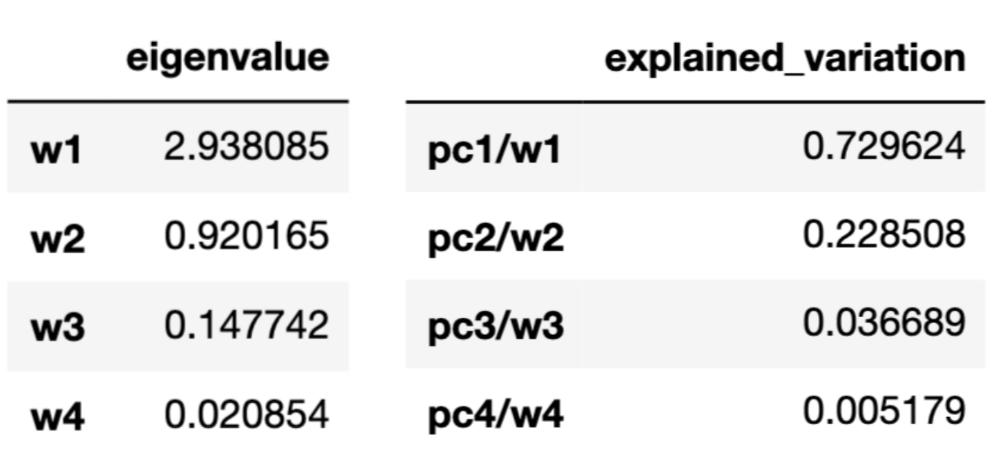 eigenvalue explained_variation
w1 2.938085 pc1/w1 0.729624
w2 0.920165 pc2/w2 0.228508
w3 0.147742 pc3/w3 0.036689
w4 0.020854 pc4/w4 0.005179